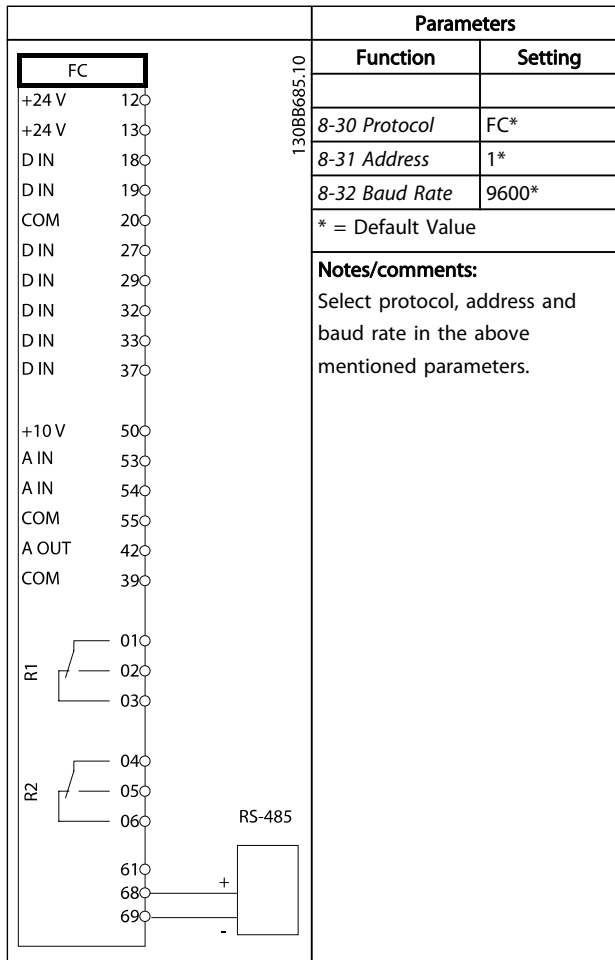 Parameters
Function Setting
8-30 Protocol FC*
8-31 Address 1*
8-32 Baud Rate 9600*
* = Default Value
Notes/comments:
Select protocol, address and
baud rate in the above
mentioned parameters.
FC
130BB685.10
+24 V 12
+24 V 13
D IN 18
D IN 19
COM 20
D IN 27
D IN 29
D IN 32
D IN 33
D IN 37
+10 V 50
A IN 53
A IN 54
COM 55
A OUT 42
COM 39
R1
01
02
03
R2
04
05
06
RS-485
61
68 +
69 -